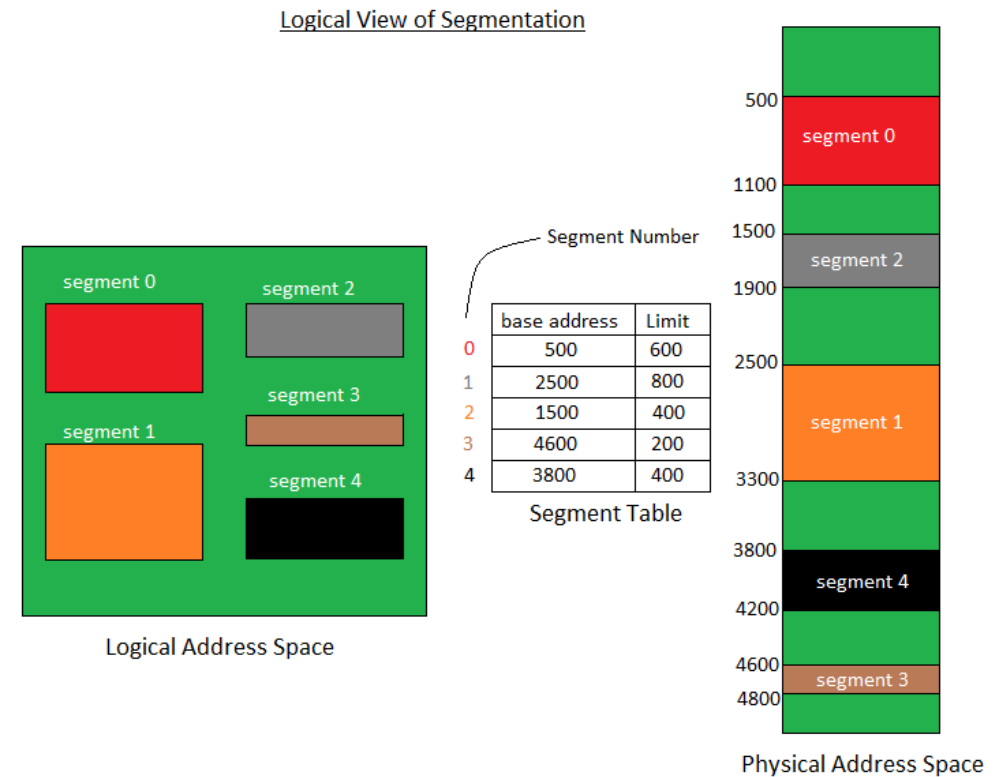 Logical View of Segmentation
segment 0
segment 2
segment 3
segment 1
segment 4
Logical Address Space
Segment Number
base address Limit
0 500 600
1 2500 800
2 1500 400
3 4600 200
4 3800 400
Segment Table
500
segment 0
1100
1500
segment 2
1900
2500
segment 1
3300
3800
segment 4
4200
4600
segment 3
4800
Physical Address Space